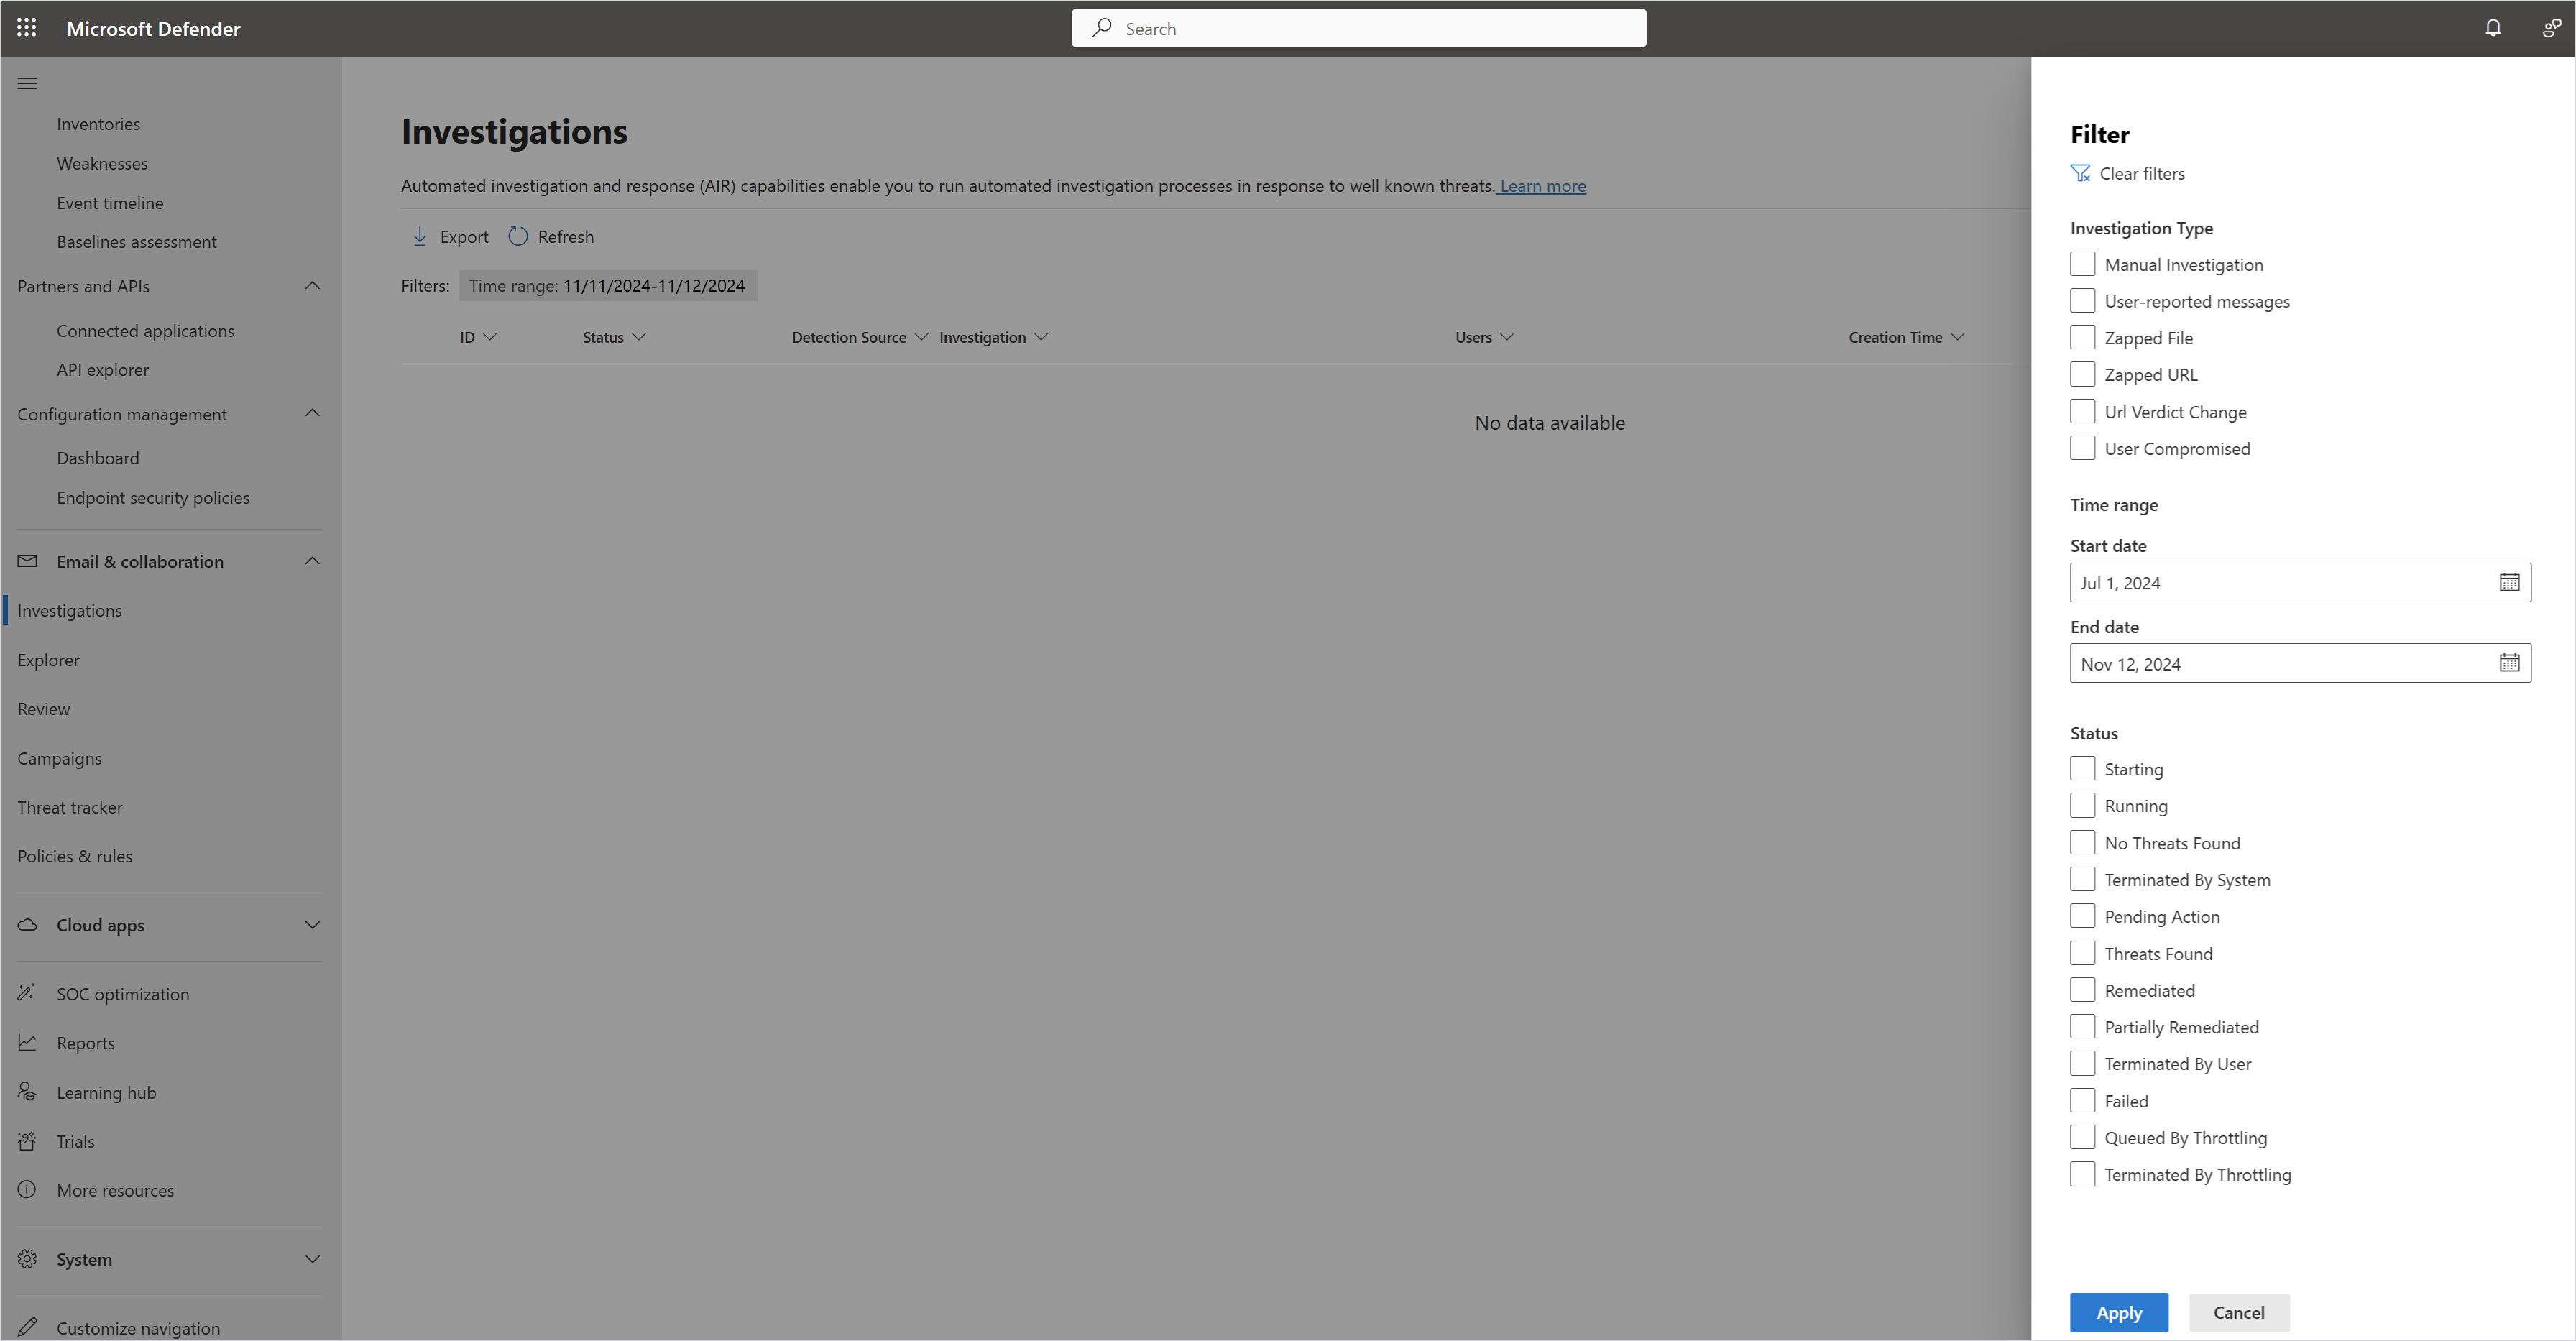 Microsoft Defender
Search
Inventories
Weaknesses
Event timeline
Baselines assessment
Partners and APIs
Connected applications
API explorer
Configuration management
Dashboard
Endpoint security policies
Email & collaboration
Investigations
Explorer
Review
Campaigns
Threat tracker
Policies & rules
Cloud apps
SOC optimization
Reports
Learning hub
Trials
More resources
System
Customize navigation
Investigations
Automated investigation and response (AIR) capabilities enable you to run automated investigation processes in response to well known threats. Learn more
Export Refresh
Filters: Time range: 11/11/2024-11/12/2024
ID Status Detection Source Investigation Users Creation Time
No data available
Filter
Clear filters
Investigation Type
Manual Investigation
User-reported messages
Zapped File
Zapped URL
Url Verdict Change
User Compromised
Time range
Start date
Jul 1, 2024
End date
Nov 12, 2024
Status
Starting
Running
No Threats Found
Terminated By System
Pending Action
Threats Found
Remediated
Partially Remediated
Terminated By User
Failed
Queued By Throttling
Terminated By Throttling
Apply Cancel